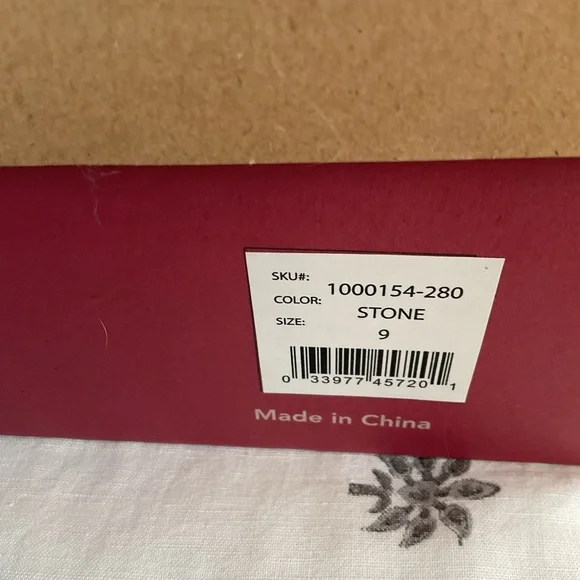 SKU#: 1000154-280
COLOR: STONE
SIZE: 9
0 33977 45720 1
Made in China